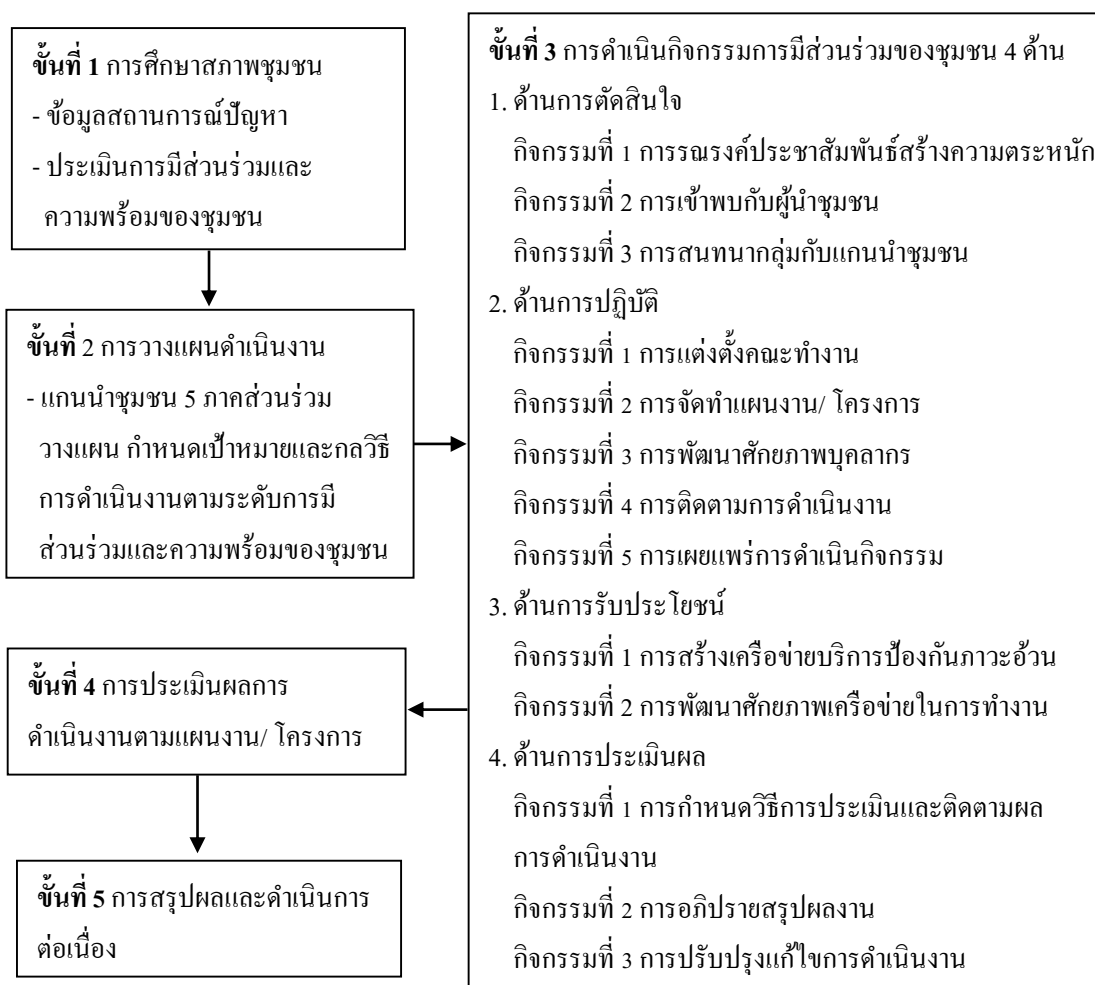 ขั้นที่ 1 การศึกษาสภาพชุมชน
- ข้อมูลสถานการณ์ปัญหา
- ประเมินการมีส่วนร่วมและ
ความพร้อมของชุมชน
ขั้นที่ 2 การวางแผนดำเนินงาน
- แกนนำชุมชน 5 ภาคส่วนร่วม
วางแผน กำหนดเป้าหมายและกลวิธี
การดำเนินงานตามระดับการมี
ส่วนร่วมและความพร้อมของชุมชน
ขั้นที่ 3 การดำเนินกิจกรรมการมีส่วนร่วมของชุมชน 4 ด้าน
1. ด้านการตัดสินใจ
กิจกรรมที่ 1 การรณรงค์ประชาสัมพันธ์สร้างความตระหนัก
กิจกรรมที่ 2 การเข้าพบกับผู้นำชุมชน
กิจกรรมที่ 3 การสนทนากลุ่มกับแกนนำชุมชน
2. ด้านการปฏิบัติ
กิจกรรมที่ 1 การแต่งตั้งคณะทำงาน
กิจกรรมที่ 2 การจัดทำแผนงาน/ โครงการ
กิจกรรมที่ 3 การพัฒนาศักยภาพบุคลากร
กิจกรรมที่ 4 การติดตามการดำเนินงาน
กิจกรรมที่ 5 การเผยแพร่การดำเนินกิจกรรม
3. ด้านการรับประโยชน์
กิจกรรมที่ 1 การสร้างเครือข่ายบริการป้องกันภาวะอ้วน
กิจกรรมที่ 2 การพัฒนาศักยภาพเครือข่ายในการทำงาน
4. ด้านการประเมินผล
กิจกรรมที่ 1 การกำหนดวิธีการประเมินและติดตามผล
การดำเนินงาน
กิจกรรมที่ 2 การอภิปรายสรุปผลงาน
กิจกรรมที่ 3 การปรับปรุงแก้ไขการดำเนินงาน
ขั้นที่ 4 การประเมินผลการ
ดำเนินงานตามแผนงาน/ โครงการ
ขั้นที่ 5 การสรุปผลและดำเนินการ
ต่อเนื่อง